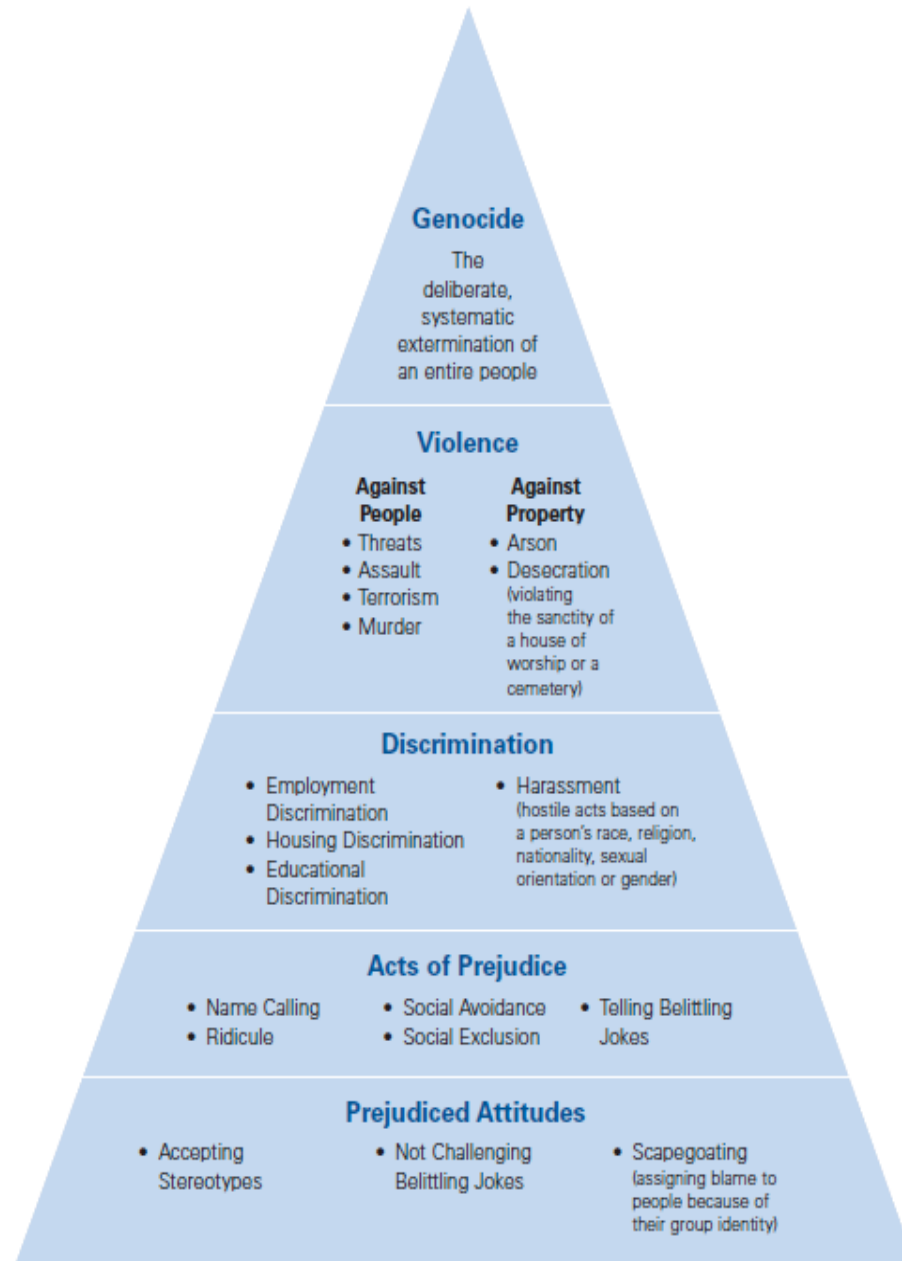 Genocide
The
deliberate,
systematic
extermination of
an entire people
Violence
Against
People
• Threats
• Assault
• Terrorism
• Murder
Against
Property
• Arson
• Desecration
(violating
the sanctity of
a house of
worship or a
cemetery)
Discrimination
• Employment
Discrimination
• Housing Discrimination
• Educational
Discrimination
• Harassment
(hostile acts based on
a person's race, religion,
nationality, sexual
orientation or gender)
Acts of Prejudice
• Name Calling
• Ridicule
• Social Avoidance
• Social Exclusion
• Telling Belittling
Jokes
Prejudiced Attitudes
• Accepting
Stereotypes
• Not Challenging
Belittling Jokes
• Scapegoating
(assigning blame to
people because of
their group identity)